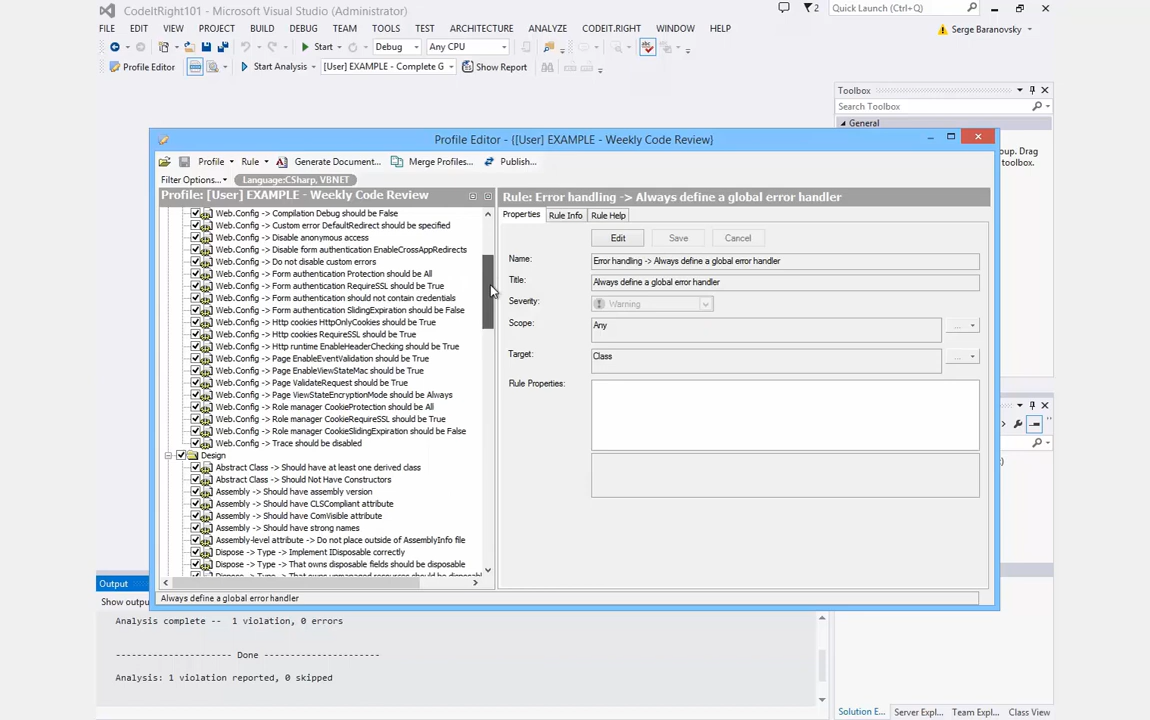 CodeItRight101 - Microsoft Visual Studio (Administrator)
2
Quick Launch (Ctrl+Q)
FILE EDIT VIEW PROJECT BUILD DEBUG TEAM TOOLS TEST ARCHITECTURE ANALYZE CODEIT.RIGHT WINDOW HELP
Serge Baranovsky
Start Debug Any CPU
Profile Editor Start Analysis [User] EXAMPLE - Complete G Show Report
Toolbox
Search Toolbox
General
oup. Drag
oolbox.
Profile Editor - ([User] EXAMPLE - Weekly Code Review}
Profile Rule Generate Document... Merge Profiles... Publish...
Filter Options... Language:CSharp, VBNET
Profile: [User] EXAMPLE - Weekly Code Review
Web.Config -> Compilation Debug should be False
Web.Config -> Custom error DefaultRedirect should be specified
Web.Config -> Disable anonymous access
Web.Config -> Disable form authentication EnableCrossAppRedirects
Web.Config -> Do not disable custom errors
Web.Config -> Form authentication Protection should be All
Web.Config -> Form authentication RequireSSL should be True
Web.Config -> Form authentication should not contain credentials
Web.Config -> Form authentication SlidingExpiration should be False
Web.Config -> Http cookies HttpOnlyCookies should be True
Web.Config -> Http cookies RequireSSL should be True
Web.Config -> Http runtime EnableHeaderChecking should be True
Web.Config -> Page EnableEventValidation should be True
Web.Config -> Page EnableViewStateMac should be True
Web.Config -> Page ValidateRequest should be True
Web.Config -> Page ViewStateEncryptionMode should be Always
Web.Config -> Role manager CookieProtection should be All
Web.Config -> Role manager CookieRequireSSL should be True
Web.Config -> Role manager CookieSlidingExpiration should be False
Web.Config -> Trace should be disabled
Design
Abstract Class -> Should have at least one derived class
Abstract Class -> Should Not Have Constructors
Assembly -> Should have assembly version
Assembly -> Should have CLSCompliant attribute
Assembly -> Should have ComVisible attribute
Assembly -> Should have strong names
Assembly-level attribute -> Do not place outside of AssemblyInfo file
Dispose -> Type -> Implement IDisposable correctly
Dispose -> Type -> That owns disposable fields should be disposable
Dispose -> Type -> That owns unmanaged resources should be disposabl
Rule: Error handling -> Always define a global error handler
Properties Rule Info Rule Help
Edit Save Cancel
Name: Error handling -> Always define a global error handler
Title: Always define a global error handler
Severity: Warning
Scope: Any ...
Target: Class ...
Rule Properties:
Always define a global error handler
Output
Show outpu
Analysis complete -- 1 violation, 0 errors
---------------------- Done ------------------------
Analysis: 1 violation reported, 0 skipped
Solution E... Server Expl... Team Expl... Class View